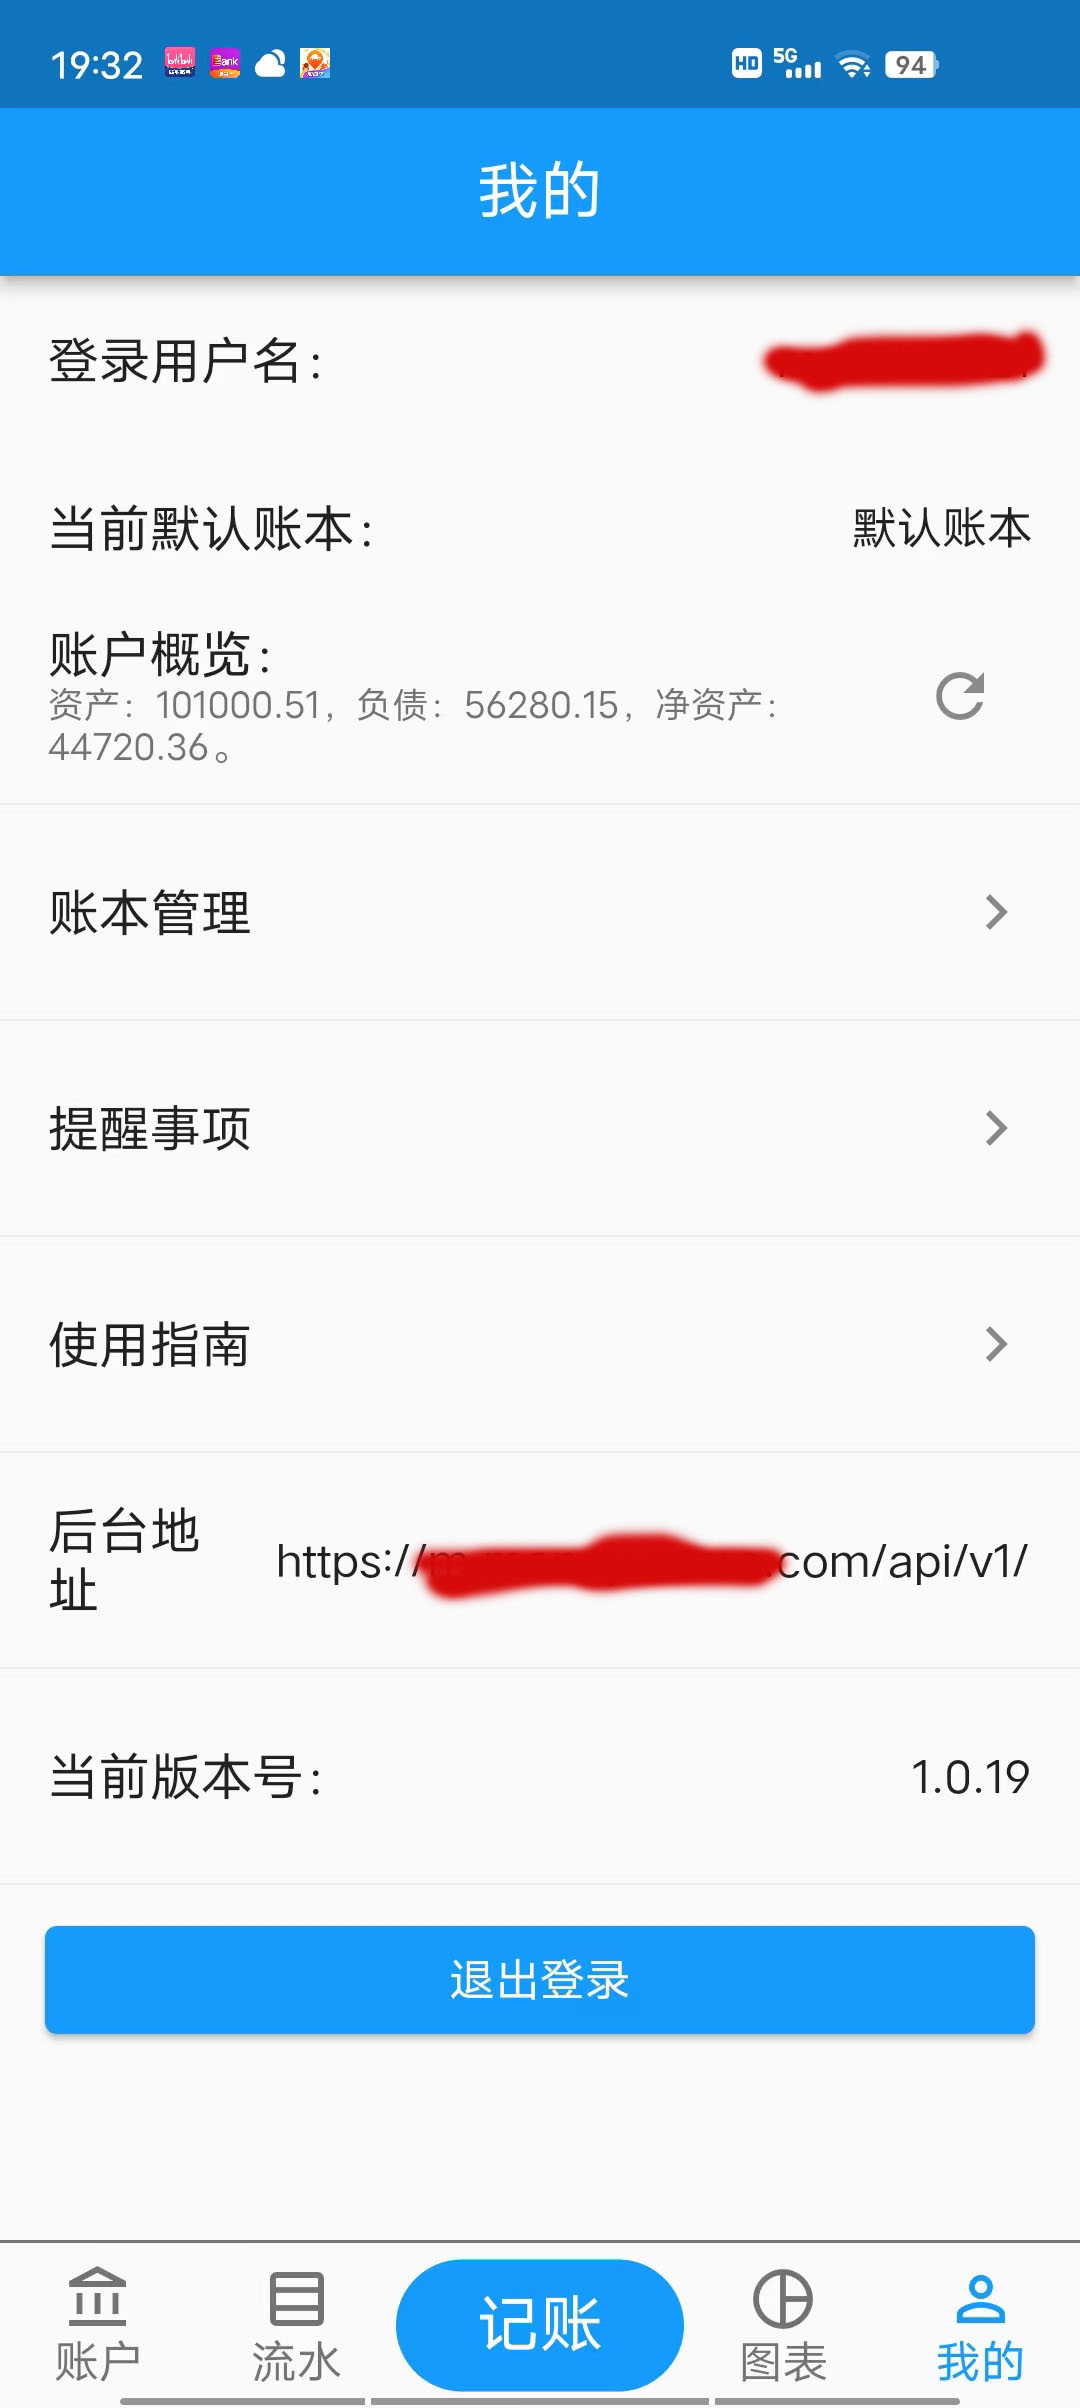 19:32
HD 5G 94
我的
登录用户名：
当前默认账本： 默认账本
账户概览：
资产：101000.51，负债：56280.15，净资产：
44720.36。
账本管理
提醒事项
使用指南
后台地
址
https:// .com/api/v1/
当前版本号： 1.0.19
退出登录
账户 流水 记账 图表 我的